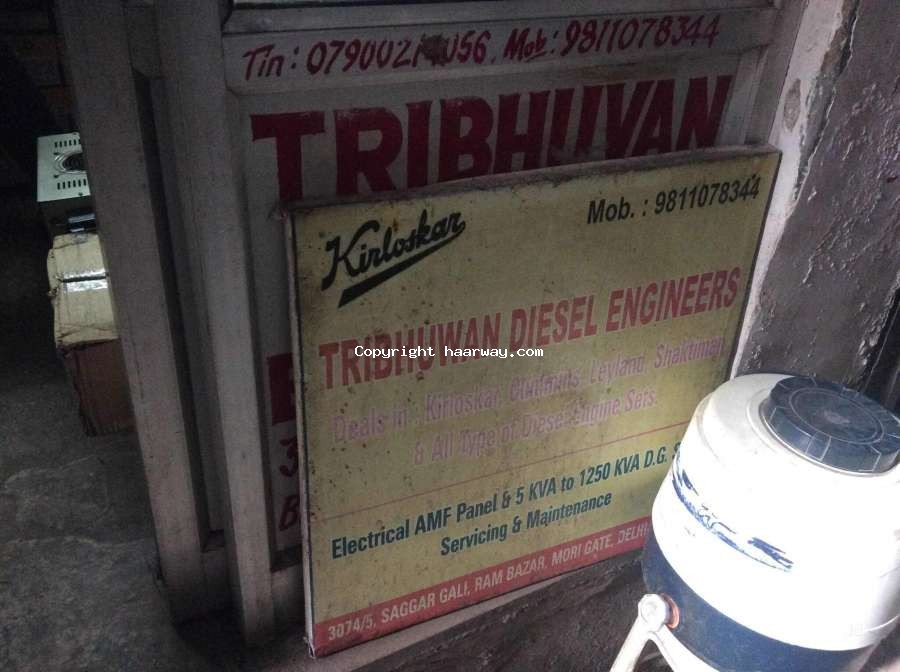 Mob: 9811078344
TRIBHUVAN
Kirloskar
Mob. : 9811078344
TRIBHUWAN DIESEL ENGINEERS
Copyright haarway.com
Deals in : Kirloskar, Cummins, Leyland, Shaktiman
& All Type of Diesel Engine Sets.
Electrical AMF Panel & 5 KVA to 1250 KVA D.G.
Servicing & Maintenance
3074/5, SAGGAR GALI, RAM BAZAR, MORI GATE, DELHI